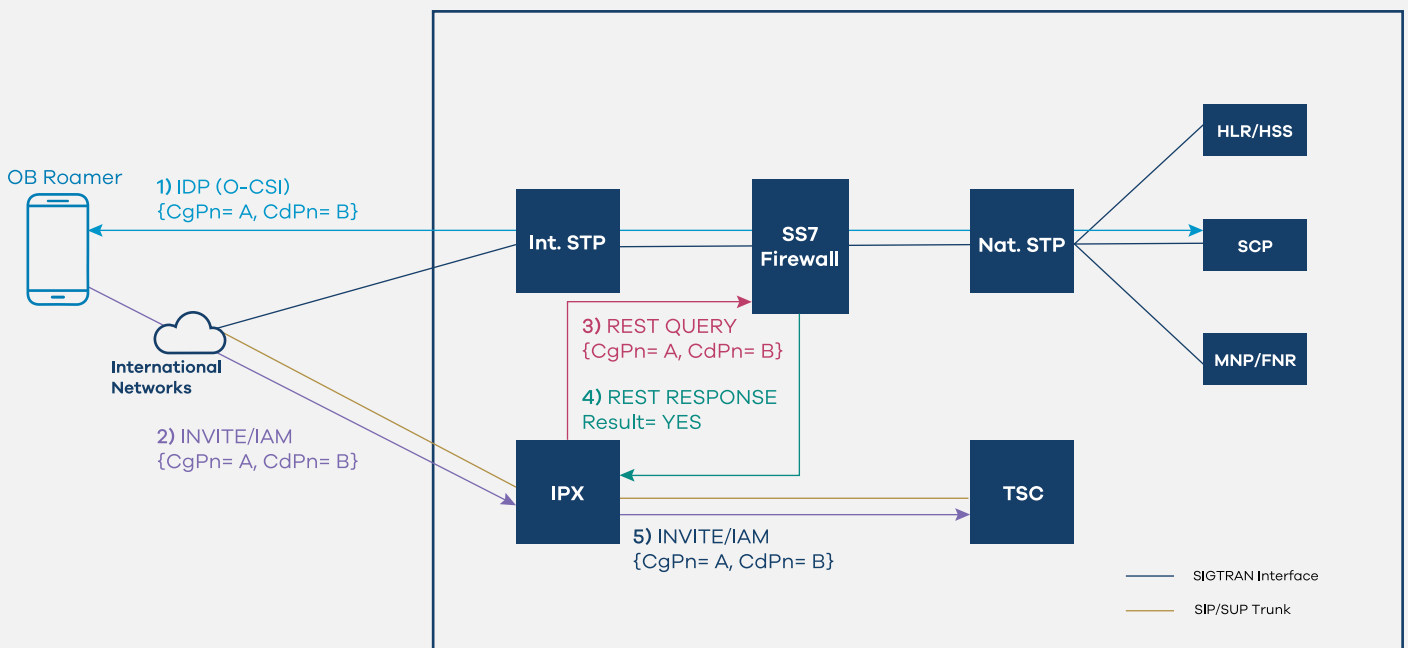 OB Roamer
1) IDP (O-CSI)
{CgPn= A, CdPn= B}
International
Networks
2) INVITE/IAM
{CgPn= A, CdPn= B}
Int. STP
SS7
Firewall
Nat. STP
HLR/HSS
SCP
MNP/FNR
3) REST QUERY
{CgPn= A, CdPn= B}
4) REST RESPONSE
Result= YES
IPX
TSC
5) INVITE/IAM
{CgPn= A, CdPn= B}
SIGTRAN Interface
SIP/SUP Trunk